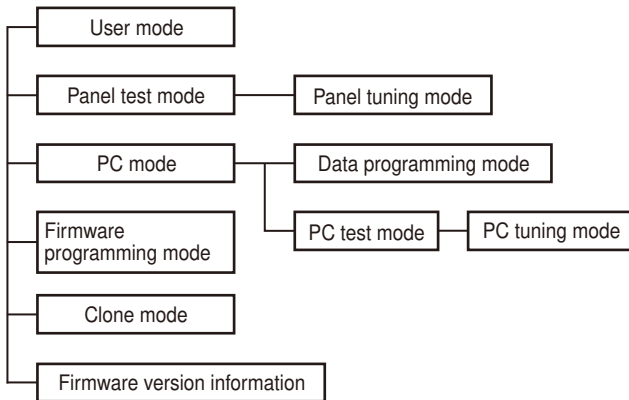 User mode
Panel test mode
Panel tuning mode
PC mode
Data programming mode
PC test mode
PC tuning mode
Firmware
programming mode
Clone mode
Firmware version information